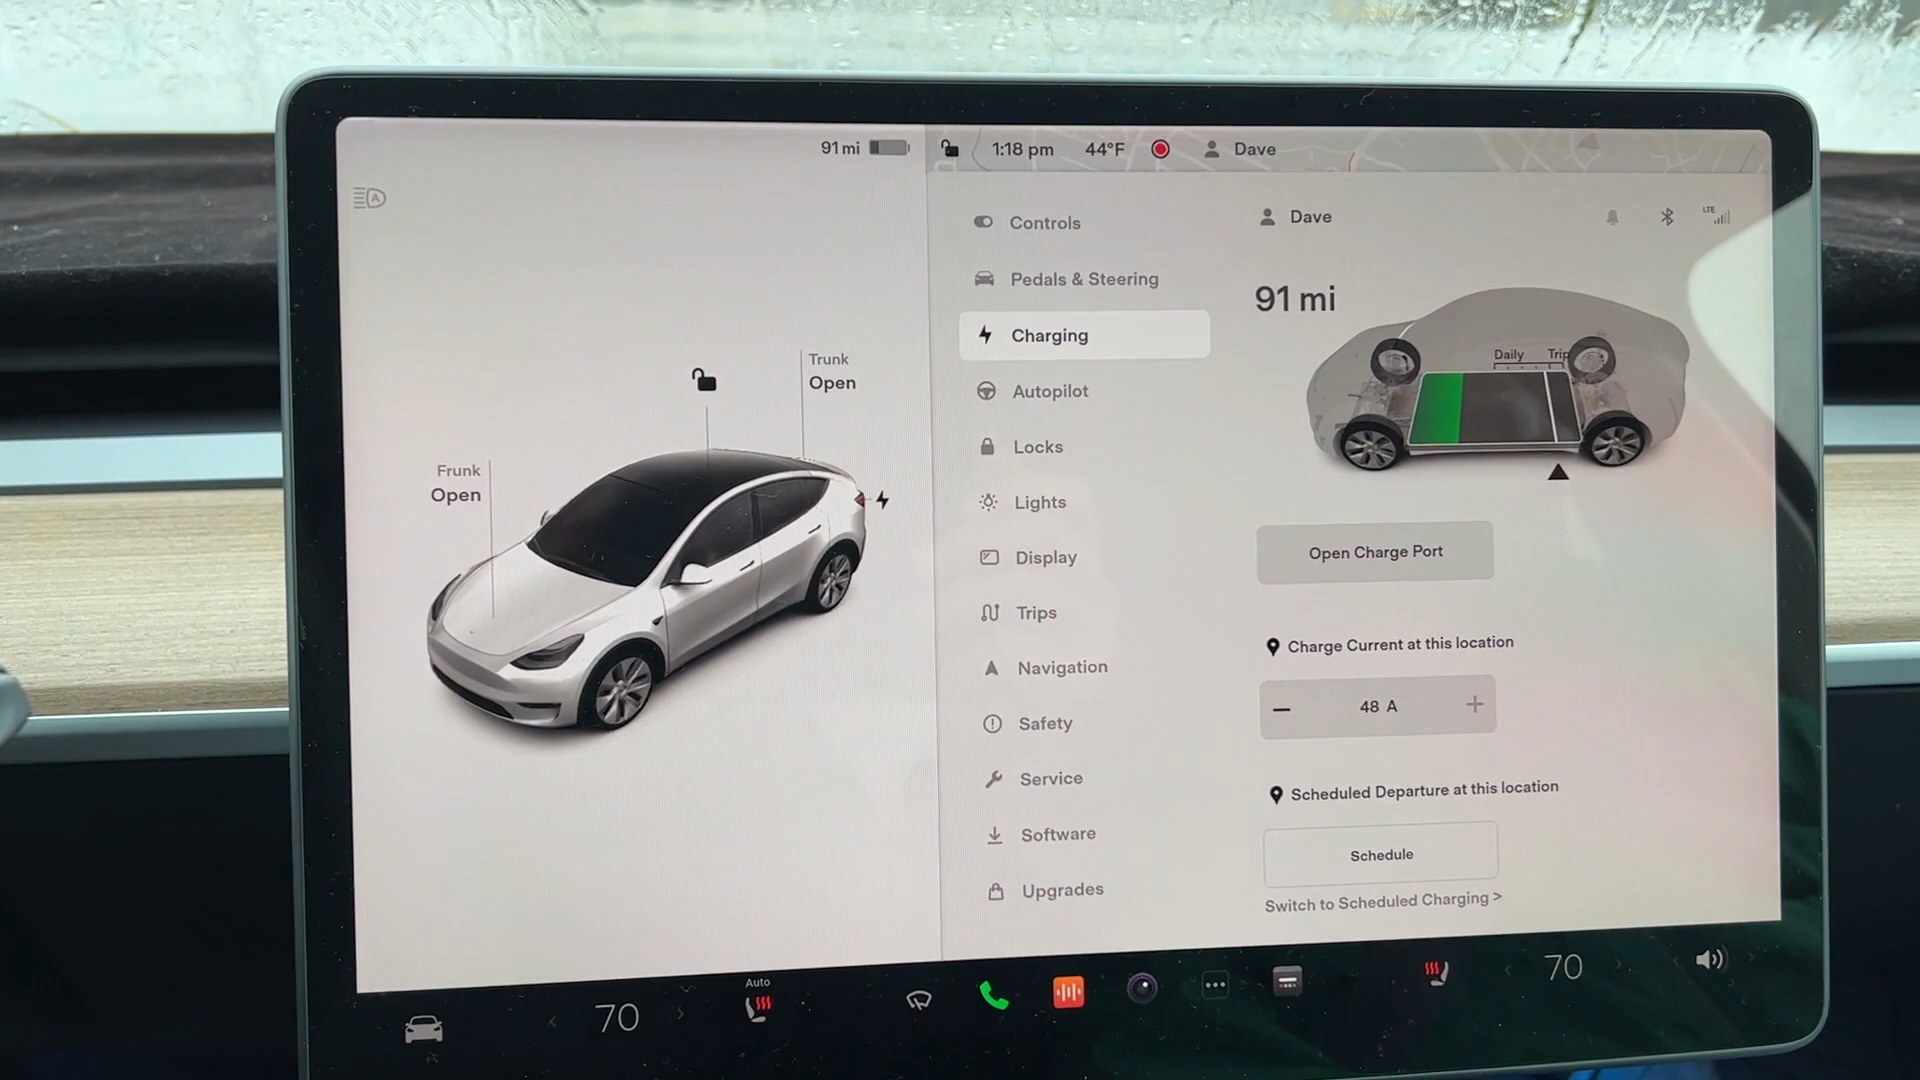 91 mi
1:18 pm
44°F
Dave
A
Controls
Pedals & Steering
Charging
Autopilot
Locks
Lights
Display
Trips
Navigation
Safety
Service
Software
Upgrades
Trunk
Open
Frunk
Open
Dave
LTE
91 mi
Daily
Trip
Open Charge Port
Charge Current at this location
48 A
Scheduled Departure at this location
Schedule
Switch to Scheduled Charging >
70
Auto
70